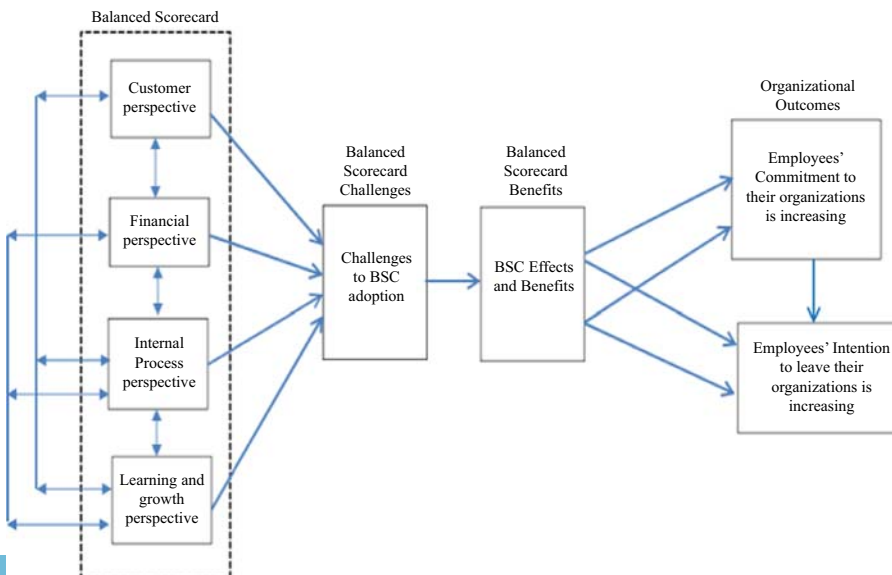 Balanced Scorecard
Customer
perspective
Financial
perspective
Internal
Process
perspective
Learning and
growth
perspective
Balanced
Scorecard
Challenges
Challenges
to BSC
adoption
Balanced
Scorecard
Benefits
BSC Effects
and Benefits
Organizational
Outcomes
Employees’
Commitment to
their organizations
is increasing
Employees’ Intention
to leave their
organizations is
increasing